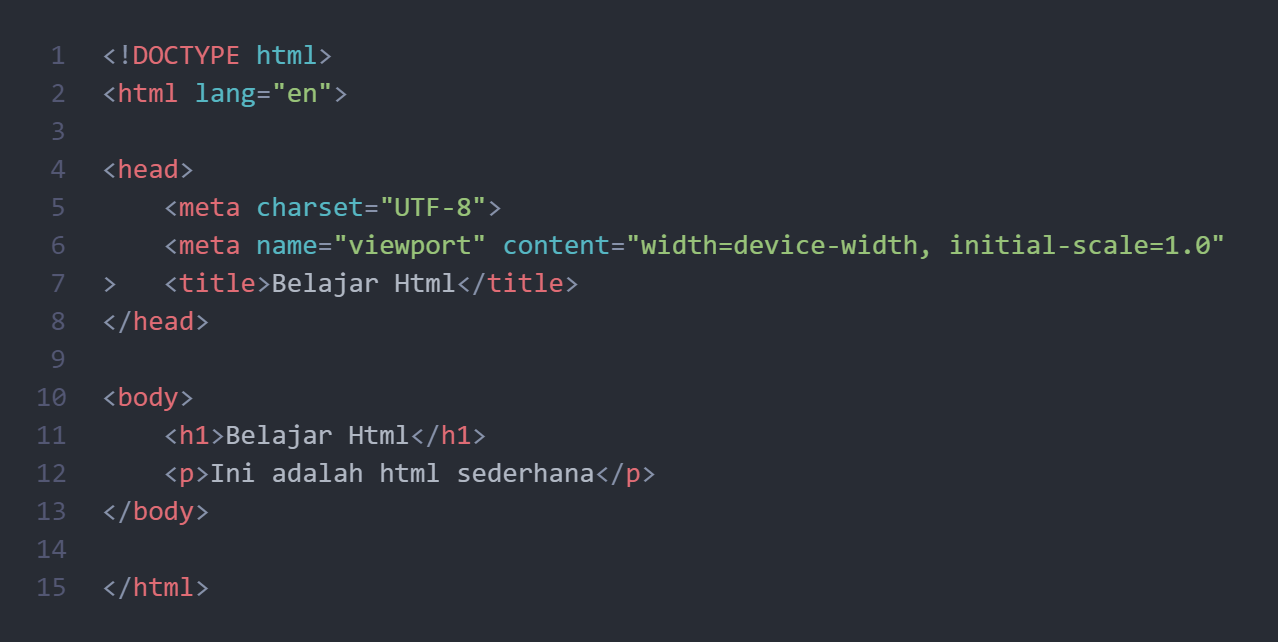 1 <!DOCTYPE html>
2 <html lang="en">
3
4 <head>
5     <meta charset="UTF-8">
6     <meta name="viewport" content="width=device-width, initial-scale=1.0"
7 >   <title>Belajar Html</title>
8 </head>
9
10 <body>
11     <h1>Belajar Html</h1>
12     <p>Ini adalah html sederhana</p>
13 </body>
14
15 </html>